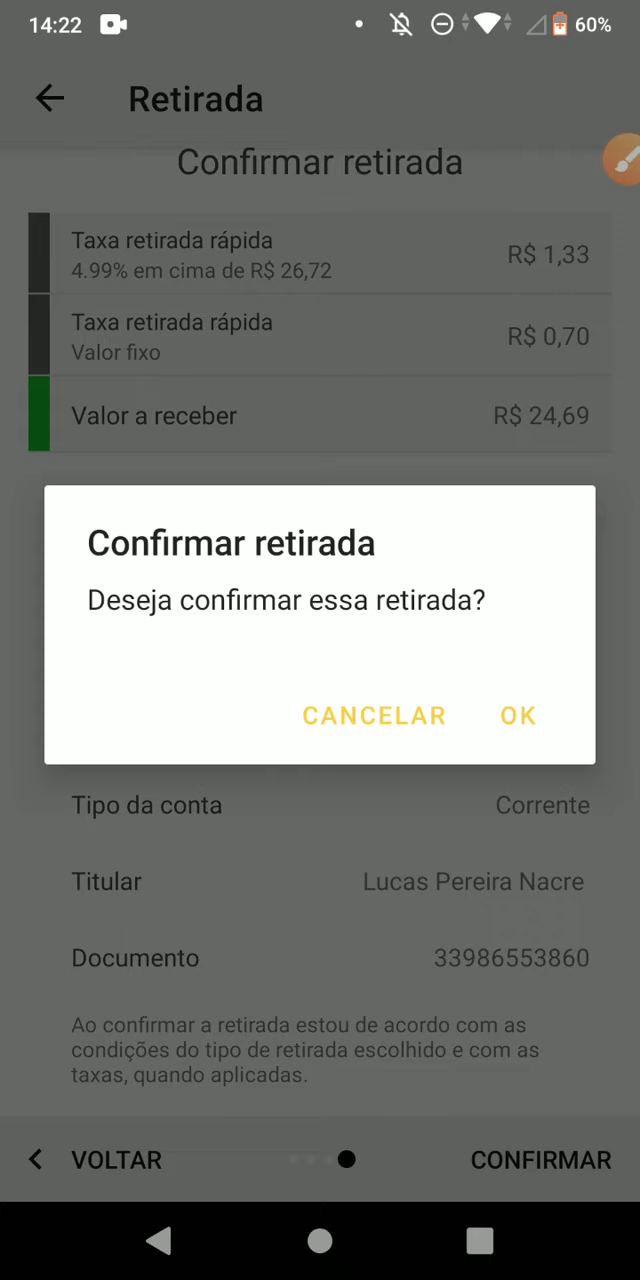 14:22
60%
Retirada
Confirmar retirada
Taxa retirada rápida
4.99% em cima de R$ 26,72
R$ 1,33
Taxa retirada rápida
Valor fixo
R$ 0,70
Valor a receber
R$ 24,69
Confirmar retirada
Deseja confirmar essa retirada?
CANCELAR
OK
Tipo da conta
Corrente
Titular
Lucas Pereira Nacre
Documento
33986553860
Ao confirmar a retirada estou de acordo com as
condições do tipo de retirada escolhido e com as
taxas, quando aplicadas.
VOLTAR
CONFIRMAR